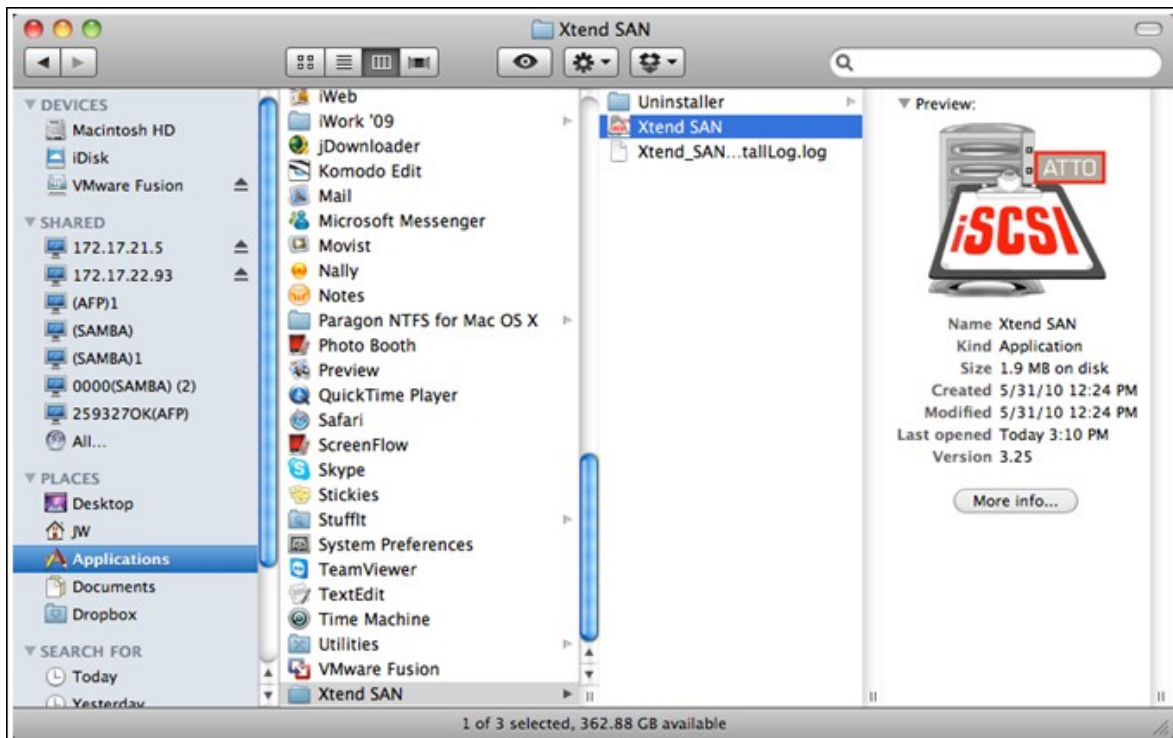 Xtend SAN
DEVICES
Macintosh HD
iDisk
VMware Fusion
SHARED
172.17.21.5
172.17.22.93
(AFP)1
(SAMBA)
(SAMBA)1
0000(SAMBA) (2)
259327OK(AFP)
All...
PLACES
Desktop
JW
Applications
Documents
Dropbox
SEARCH FOR
Today
Yesterday
iWeb
iWork '09
jDownloader
Komodo Edit
Mail
Microsoft Messenger
Movist
Nally
Notes
Paragon NTFS for Mac OS X
Photo Booth
Preview
QuickTime Player
Safari
ScreenFlow
Skype
Stickies
StuffIt
System Preferences
TeamViewer
TextEdit
Time Machine
Utilities
VMware Fusion
Xtend SAN
Uninstaller
Xtend SAN
Xtend_SAN...tallLog.log
Preview:
ATTO
iSCSI
Name Xtend SAN
Kind Application
Size 1.9 MB on disk
Created 5/31/10 12:24 PM
Modified 5/31/10 12:24 PM
Last opened Today 3:10 PM
Version 3.25
More info...
1 of 3 selected, 362.88 GB available